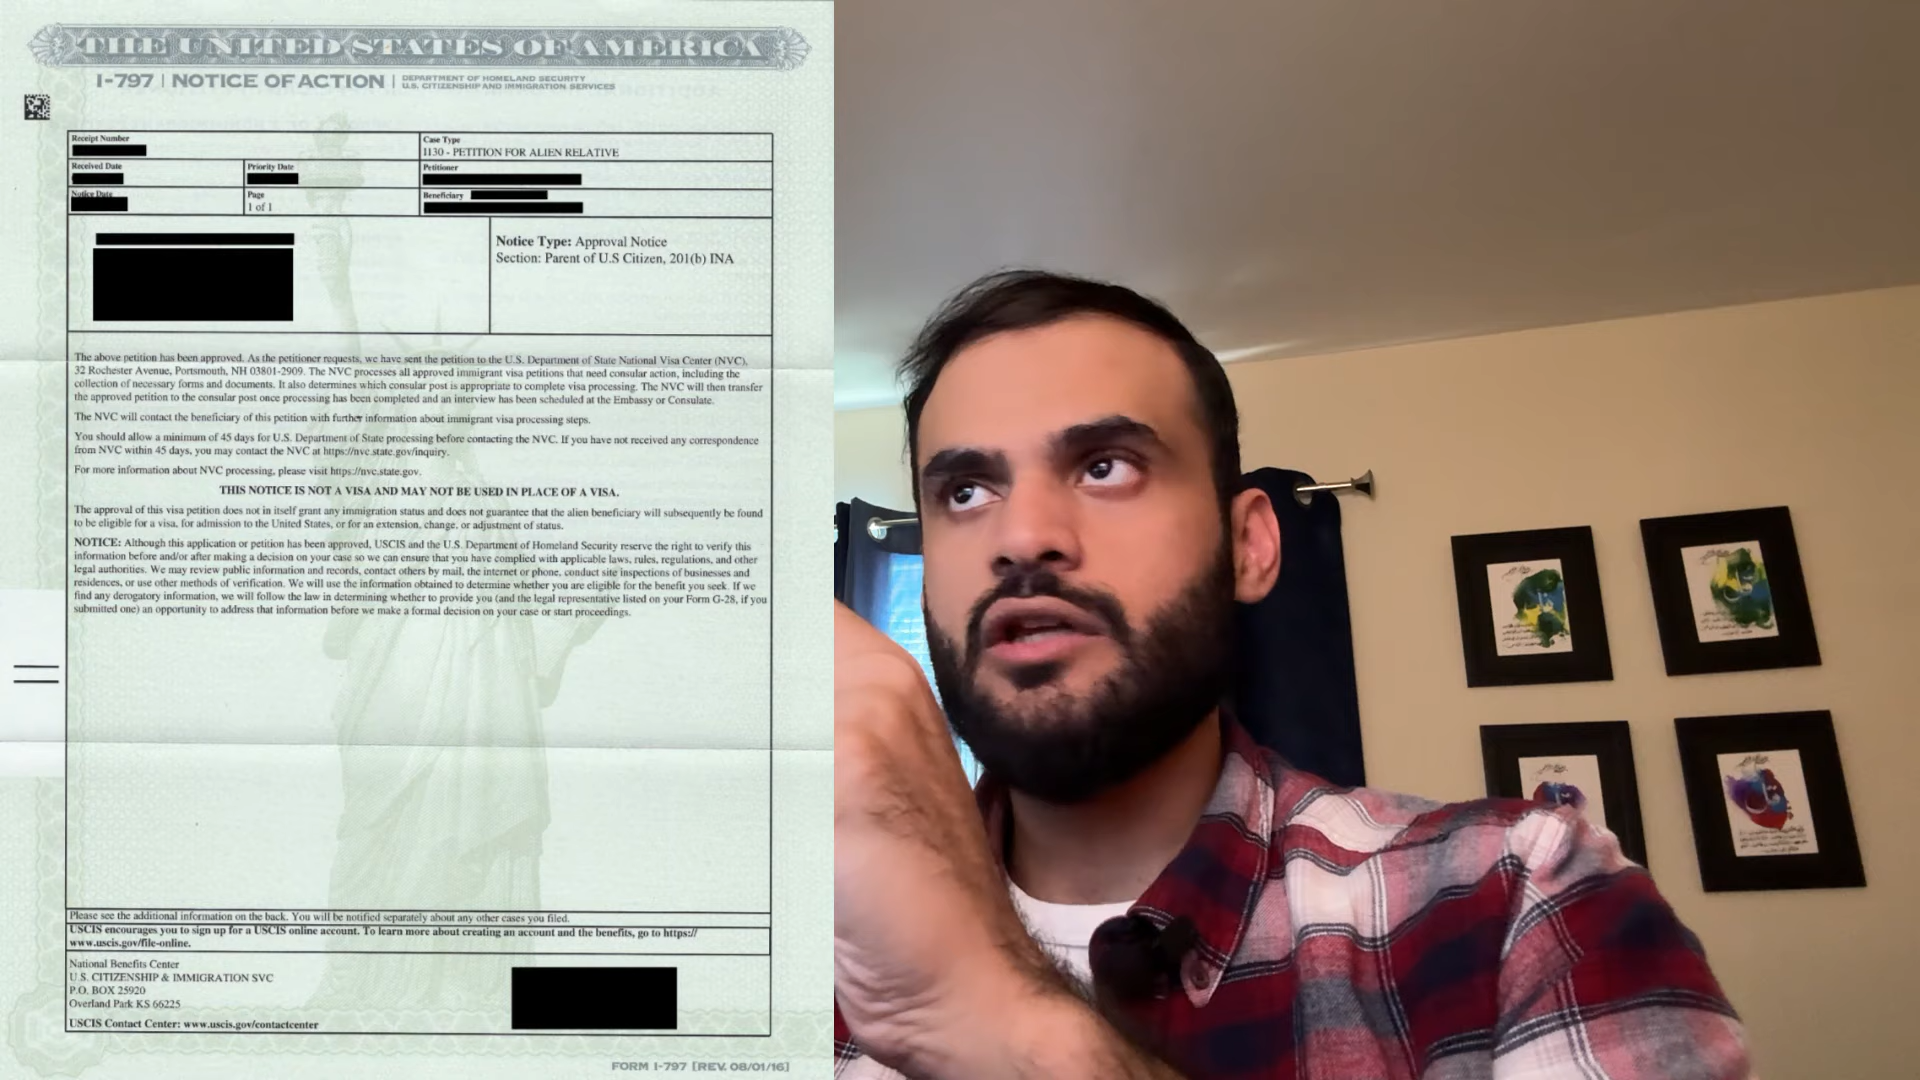 THE UNITED STATES OF AMERICA
I-797 | NOTICE OF ACTION | DEPARTMENT OF HOMELAND SECURITY
U.S. CITIZENSHIP AND IMMIGRATION SERVICES
Receipt Number
Case Type
I130 - PETITION FOR ALIEN RELATIVE
Received Date
Priority Date
Petitioner
Notice Date
Page
1 of 1
Beneficiary
Notice Type: Approval Notice
Section: Parent of U.S Citizen, 201(b) INA
The above petition has been approved. As the petitioner requests, we have sent the petition to the U.S. Department of State National Visa Center (NVC),
32 Rochester Avenue, Portsmouth, NH 03801-2909. The NVC processes all approved immigrant visa petitions that need consular action, including the
collection of necessary forms and documents. It also determines which consular post is appropriate to complete visa processing. The NVC will then transfer
the approved petition to the consular post once processing has been completed and an interview has been scheduled at the Embassy or Consulate.
The NVC will contact the beneficiary of this petition with further information about immigrant visa processing steps.
You should allow a minimum of 45 days for U.S. Department of State processing before contacting the NVC. If you have not received any correspondence
from NVC within 45 days, you may contact the NVC at https://nvc.state.gov/inquiry.
For more information about NVC processing, please visit https://nvc.state.gov.
THIS NOTICE IS NOT A VISA AND MAY NOT BE USED IN PLACE OF A VISA.
The approval of this visa petition does not in itself grant any immigration status and does not guarantee that the alien beneficiary will subsequently be found
to be eligible for a visa, for admission to the United States, or for an extension, change, or adjustment of status.
NOTICE: Although this application or petition has been approved, USCIS and the U.S. Department of Homeland Security reserve the right to verify this
information before and/or after making a decision on your case so we can ensure that you have complied with applicable laws, rules, regulations, and other
legal authorities. We may review public information and records, contact others by mail, the internet or phone, conduct site inspections of businesses and
residences, or use other methods of verification. We will use the information obtained to determine whether you are eligible for the benefit you seek. If we
find any derogatory information, we will follow the law in determining whether to provide you (and the legal representative listed on your Form G-28, if you
submitted one) an opportunity to address that information before we make a formal decision on your case or start proceedings.
Please see the additional information on the back. You will be notified separately about any other cases you filed.
USCIS encourages you to sign up for a USCIS online account. To learn more about creating an account and the benefits, go to https://
www.uscis.gov/file-online.
National Benefits Center
U.S. CITIZENSHIP & IMMIGRATION SVC
P.O. BOX 25920
Overland Park KS 66225
USCIS Contact Center: www.uscis.gov/contactcenter
FORM I-797 [REV. 08/01/16]